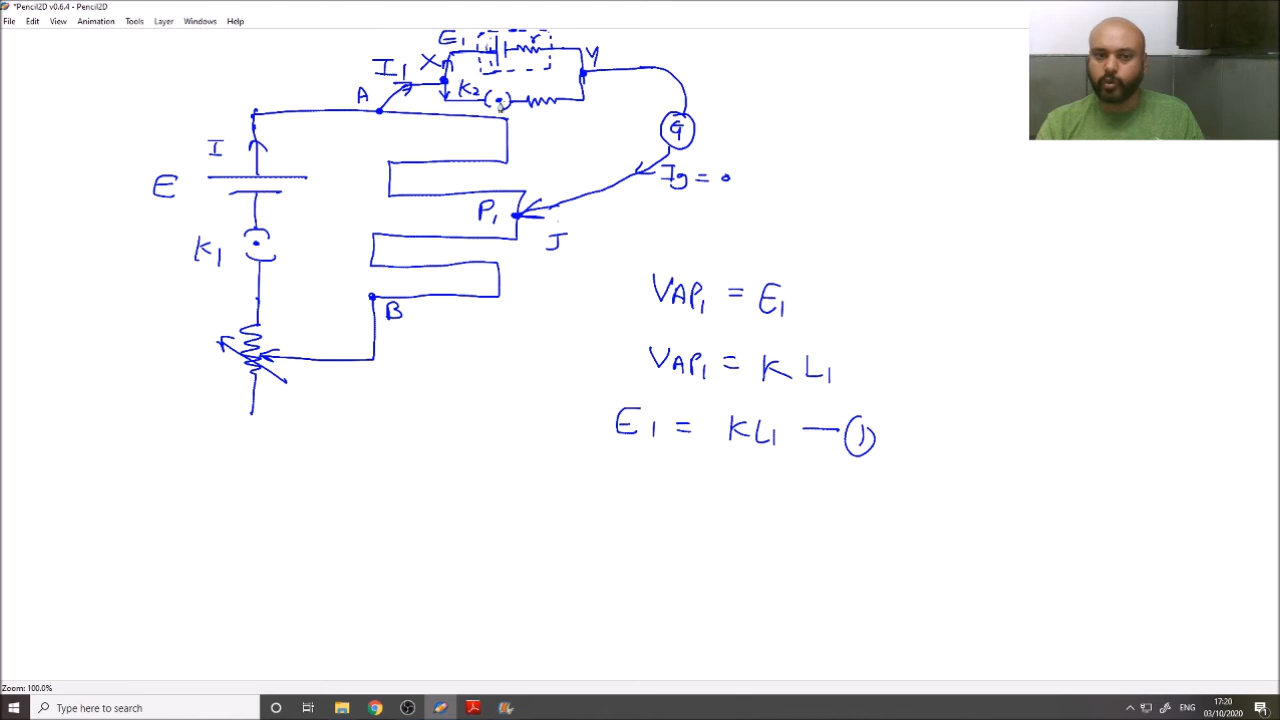 *Pencil2D v0.6.4 - Pencil2D
File Edit View Animation Tools Layer Windows Help
E1 r
I1 X Y
A K2
G
I
E Ig = 0
P1
J
K1
B
VAP1 = E1
VAP1 = K L1
E1 = KL1 — ①
Zoom: 100.0%
Type here to search
ENG
17:20
03/10/2020
1